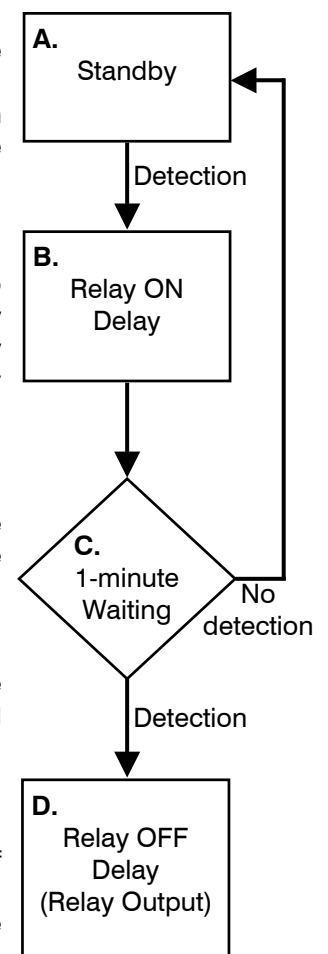 A.
Standby
Detection
B.
Relay ON
Delay
C.
1-minute
Waiting
No
detection
Detection
D.
Relay OFF
Delay
(Relay Output)